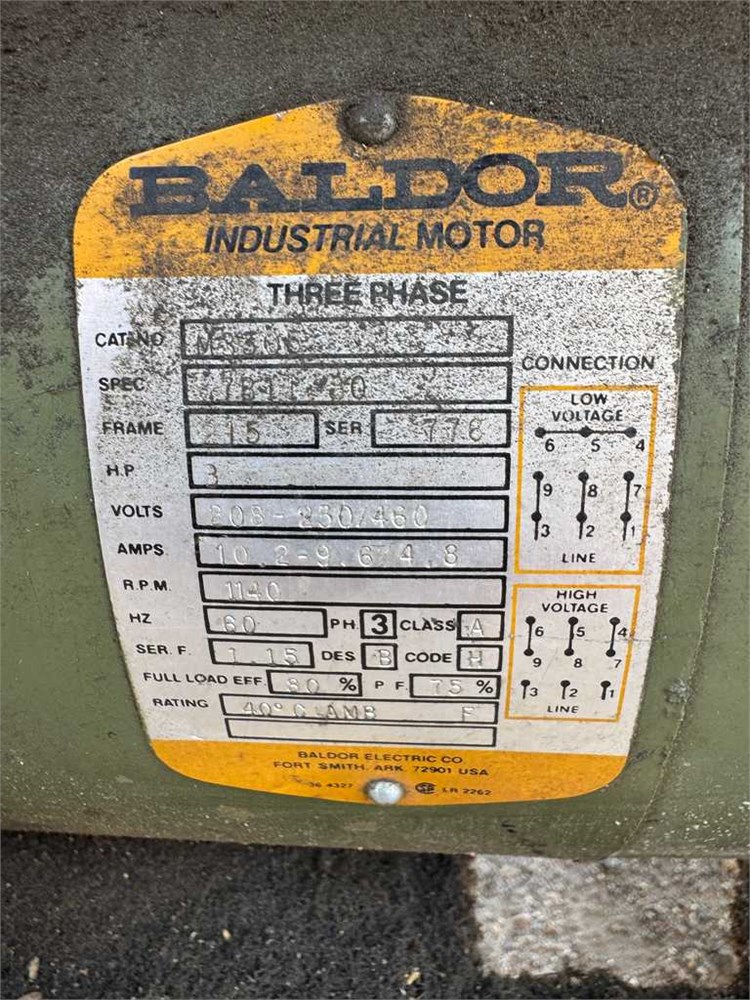 BALDOR®
INDUSTRIAL MOTOR
THREE PHASE
CAT.NO.
SPEC.
FRAME 215 SER. 778
H.P. 3
VOLTS 208-230/460
AMPS. 10.2-9.6/4.8
R.P.M. 1140
HZ 60 PH 3 CLASS A
SER. F. 1.15 DES B CODE H
FULL LOAD EFF. 80 % P F. 75 %
RATING 40°C AMB F
CONNECTION
LOW
VOLTAGE
6 5 4
9 8 7
3 2 1
LINE
HIGH
VOLTAGE
6 5 4
9 8 7
3 2 1
LINE
BALDOR ELECTRIC CO.
FORT SMITH, ARK. 72901 USA
36-4327 LR 2262